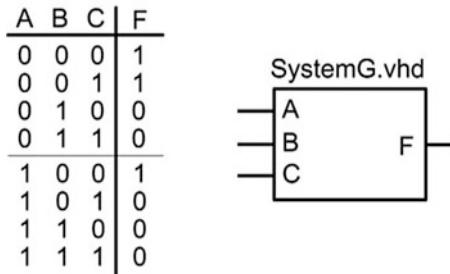 A B C F
0 0 0 1
0 0 1 1
0 1 0 0
0 1 1 0
1 0 0 1
1 0 1 0
1 1 0 0
1 1 1 0
SystemG.vhd
A
B F
C